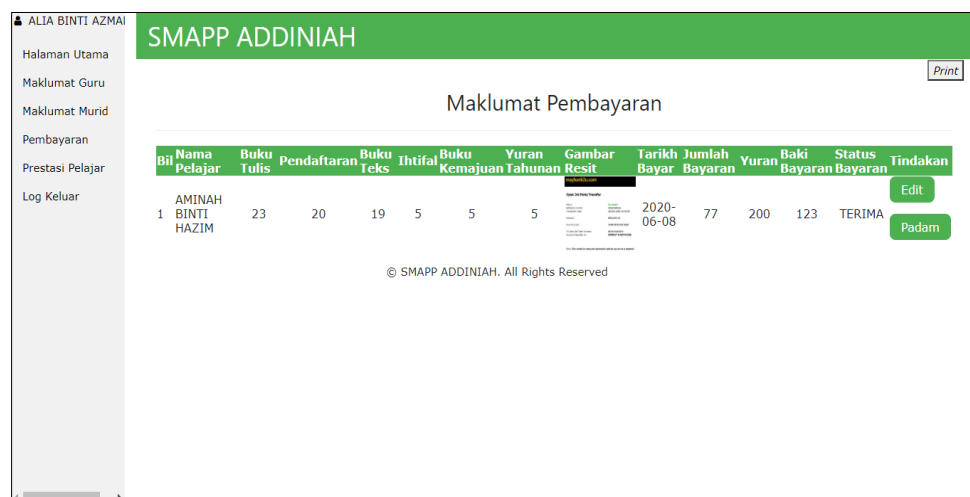 ALIA BINTI AZMA
SMAPP ADDINIAH
Halaman Utama
Maklumat Guru
Maklumat Murid
Pembayaran
Prestasi Pelajar
Log Keluar
Print
Maklumat Pembayaran
Bil Nama Pelajar Buku Tulis Pendaftaran Buku Teks Ihtifal Buku Kemajuan Yuran Tahunan Gambar Resit Tarikh Bayar Jumlah Bayaran Yuran Baki Bayaran Status Bayaran Tindakan
1 AMINAH BINTI HAZIM 23 20 19 5 5 5 2020-06-08 77 200 123 TERIMA Edit Padam
© SMAPP ADDINIAH. All Rights Reserved